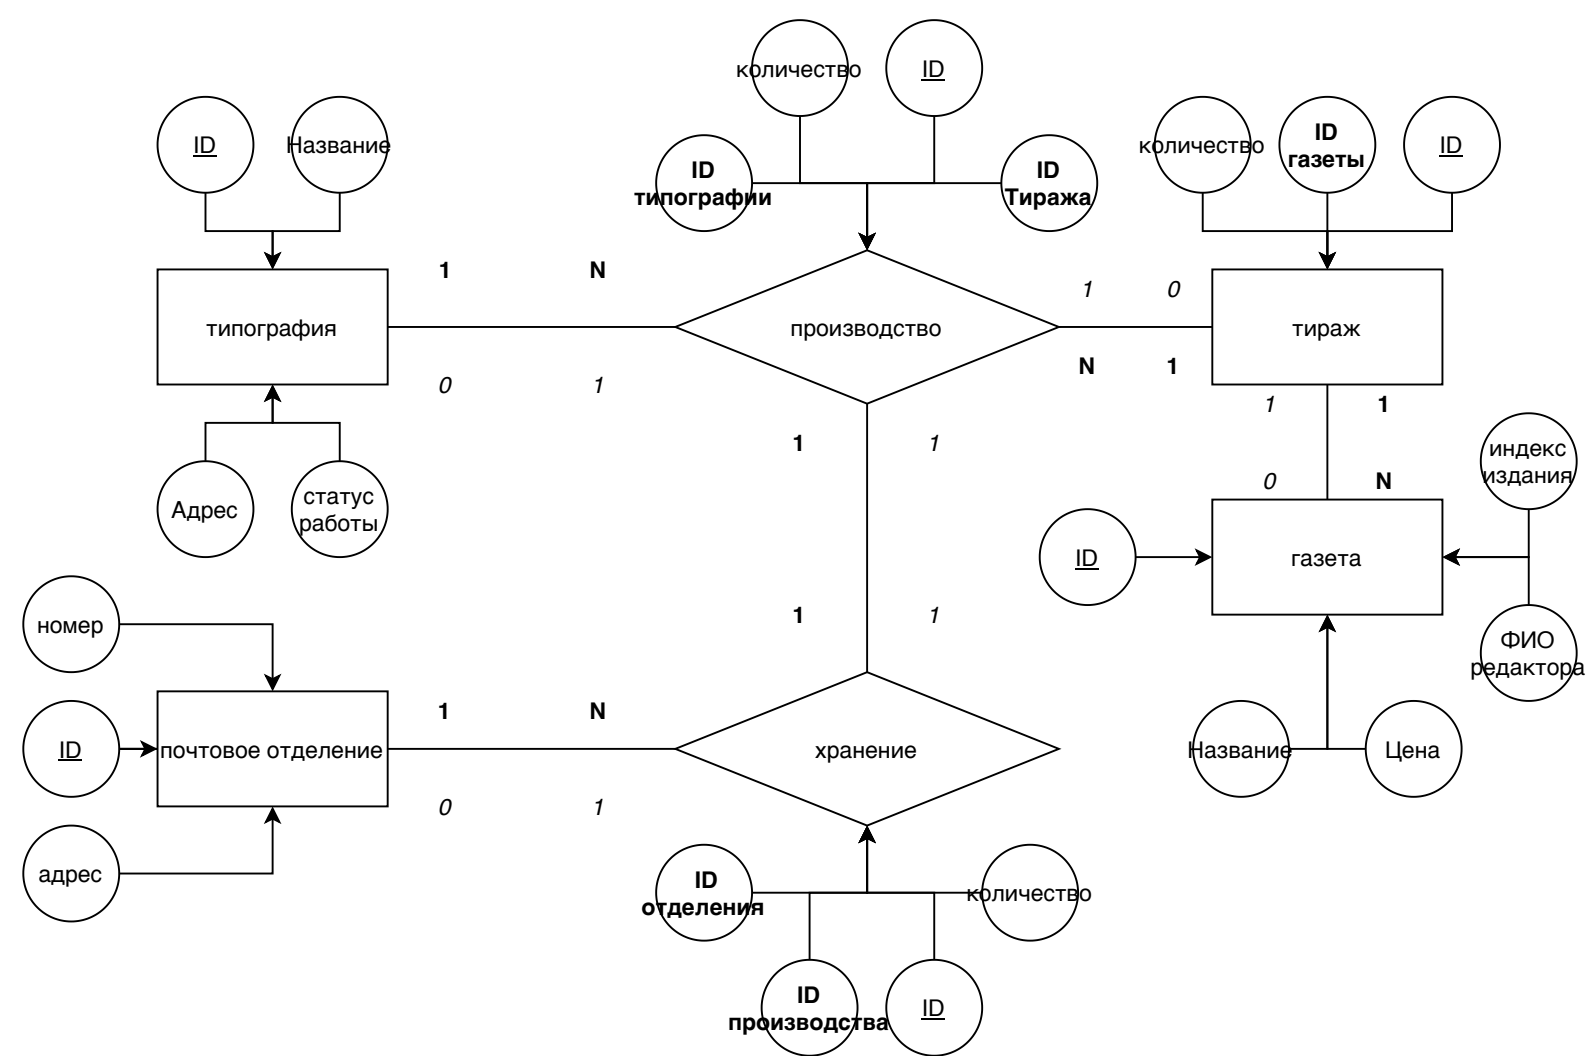 количество
ID
ID
Название
ID
типографии
ID
Тиража
количество
ID
газеты
ID
1
N
1
0
типография
производство
тираж
0
1
N
1
1
1
Адрес
статус
работы
1
1
0
N
индекс
издания
ID
газета
номер
1
1
ФИО
редактора
1
N
ID
почтовое отделение
хранение
Название
Цена
0
1
адрес
ID
отделения
количество
ID
производства
ID